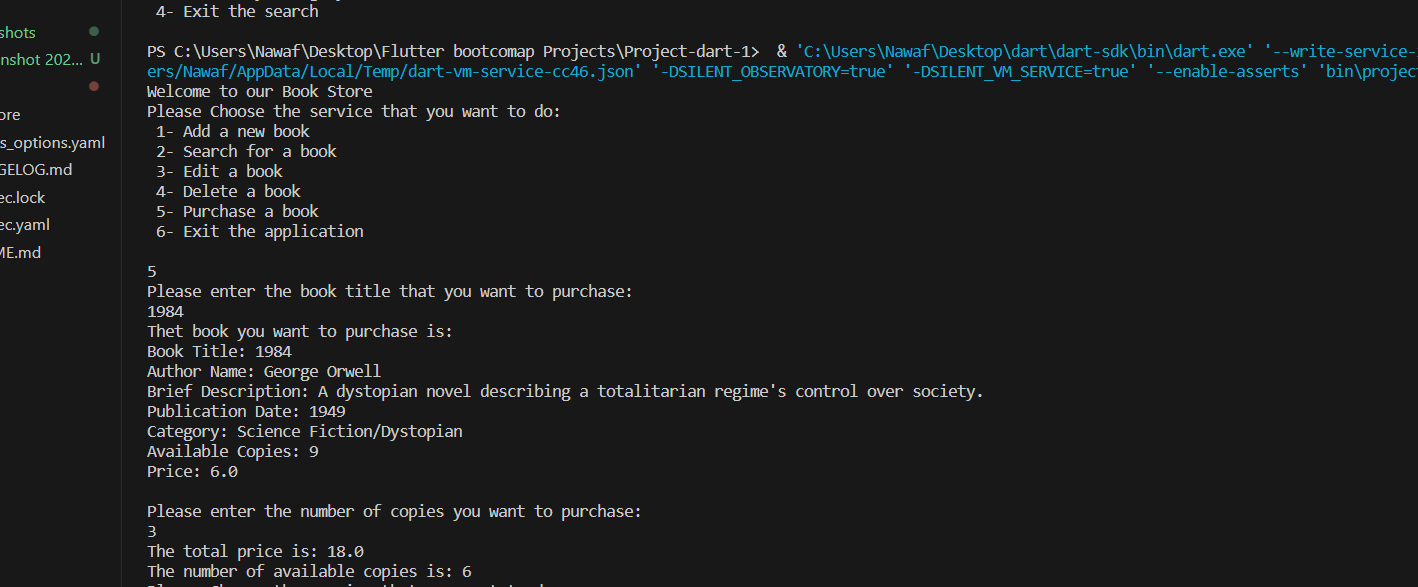 4- Exit the search
shots
PS C:\Users\Nawaf\Desktop\Flutter bootcomap Projects\Project-dart-1>  & 'C:\Users\Nawaf\Desktop\dart\dart-sdk\bin\dart.exe' '--write-service-
nshot 202... U
ers/Nawaf/AppData/Local/Temp/dart-vm-service-cc46.json' '-DSILENT_OBSERVATORY=true' '-DSILENT_VM_SERVICE=true' '--enable-asserts' 'bin\projec
Welcome to our Book Store
ore
Please Choose the service that you want to do:
1- Add a new book
s_options.yaml
2- Search for a book
GELOG.md
3- Edit a book
4- Delete a book
ec.lock
5- Purchase a book
ec.yaml
6- Exit the application
ME.md
5
Please enter the book title that you want to purchase:
1984
Thet book you want to purchase is:
Book Title: 1984
Author Name: George Orwell
Brief Description: A dystopian novel describing a totalitarian regime's control over society.
Publication Date: 1949
Category: Science Fiction/Dystopian
Available Copies: 9
Price: 6.0
Please enter the number of copies you want to purchase:
3
The total price is: 18.0
The number of available copies is: 6